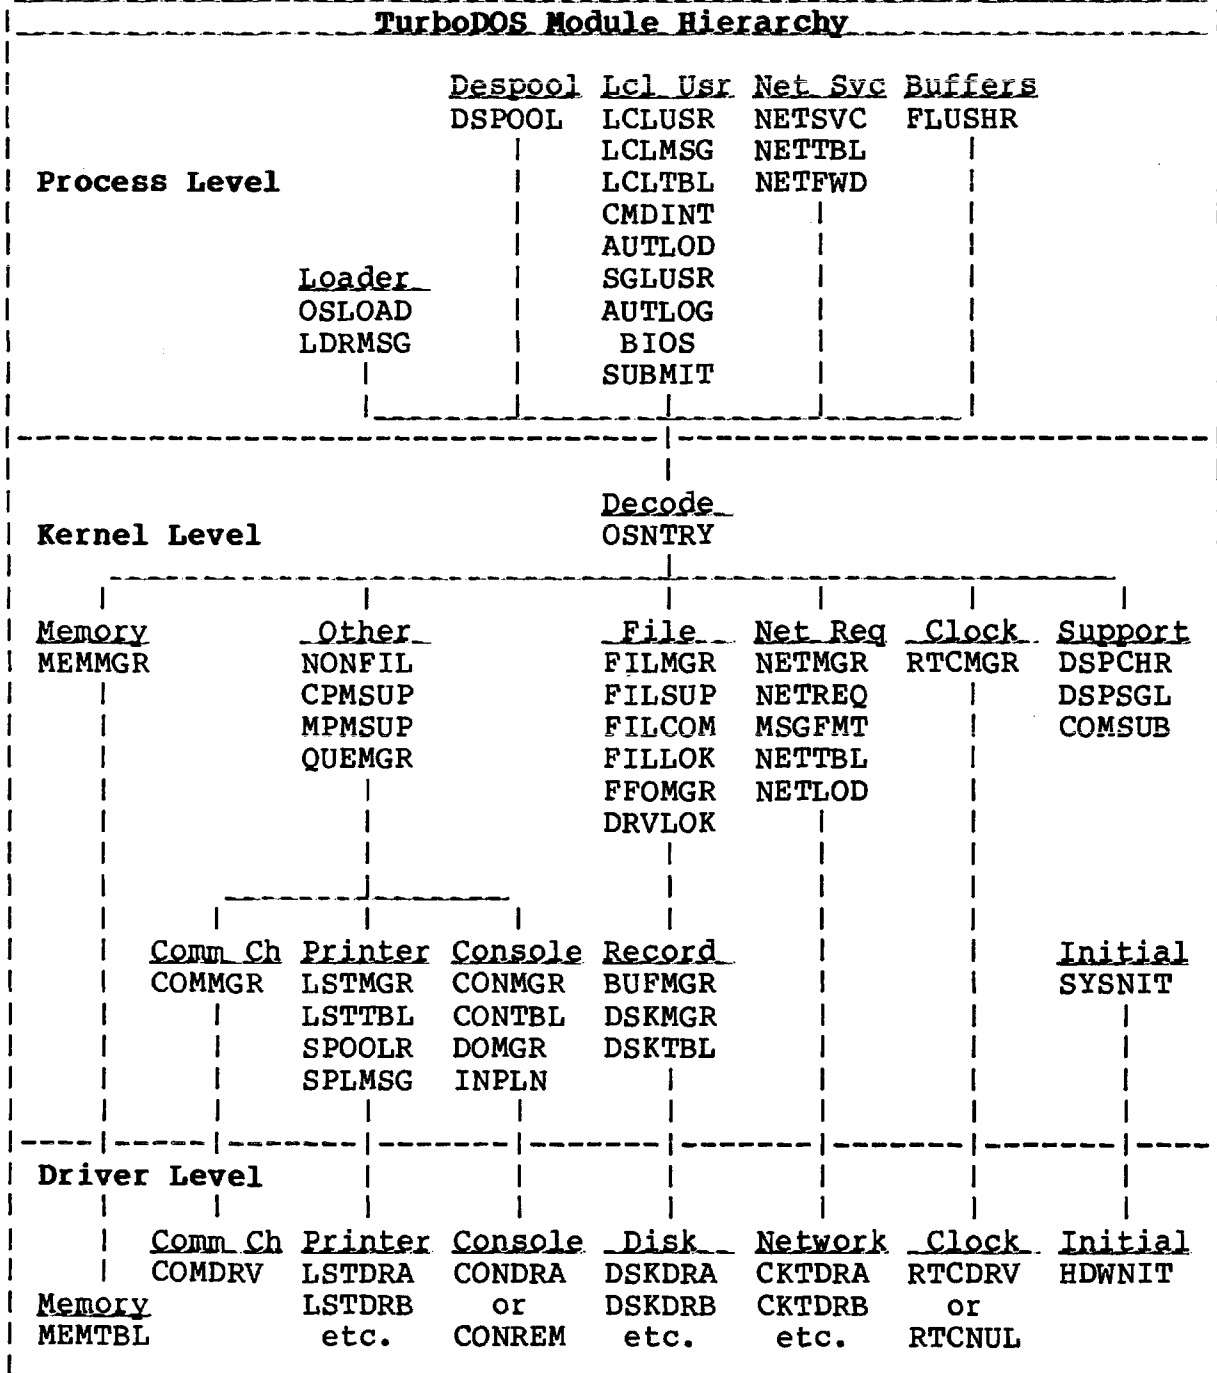 TurboDOS Module Hierarchy
Despool Lcl Usr Net Svc Buffers
DSPOOL LCLUSR NETSVC FLUSHR
LCLMSG NETTBL
Process Level LCLTBL NETFWD
CMDINT
AUTLOD
Loader SGLUSR
OSLOAD AUTLOG
LDRMSG BIOS
SUBMIT
Decode
Kernel Level OSNTRY
Memory Other File Net Req Clock Support
MEMMGR NONFIL FILMGR NETMGR RTCMGR DSPCHR
CPMSUP FILSUP NETREQ DSPSGL
MPMSUP FILCOM MSGFMT COMSUB
QUEMGR FILLOK NETTBL
FFOMGR NETLOD
DRVLOK
Comm Ch Printer Console Record Initial
COMMGR LSTMGR CONMGR BUFMGR SYSNIT
LSTTBL CONTBL DSKMGR
SPOOLR DOMGR DSKTBL
SPLMSG INPLN
Driver Level
Comm Ch Printer Console Disk Network Clock Initial
COMDRV LSTDRA CONDRA DSKDRA CKTDRA RTCDRV HDWNIT
Memory LSTDRB or DSKDRB CKTDRB or
MEMTBL etc. CONREM etc. etc. RTCNUL